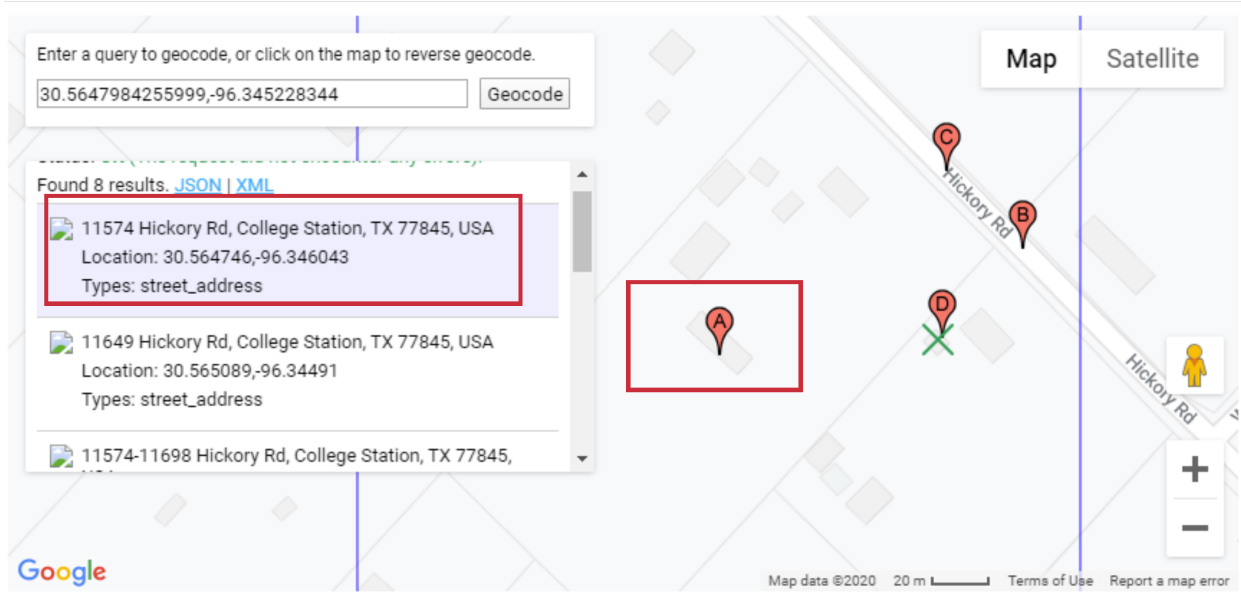 Enter a query to geocode, or click on the map to reverse geocode.
30.5647984255999,-96.345228344
Geocode
Found 8 results. JSON | XML
11574 Hickory Rd, College Station, TX 77845, USA
Location: 30.564746,-96.346043
Types: street_address
11649 Hickory Rd, College Station, TX 77845, USA
Location: 30.565089,-96.34491
Types: street_address
11574-11698 Hickory Rd, College Station, TX 77845,
Map
Satellite
C
Hickory Rd
B
D
A
Hickory Rd
Google
Map data ©2020
20 m
Terms of Use
Report a map error